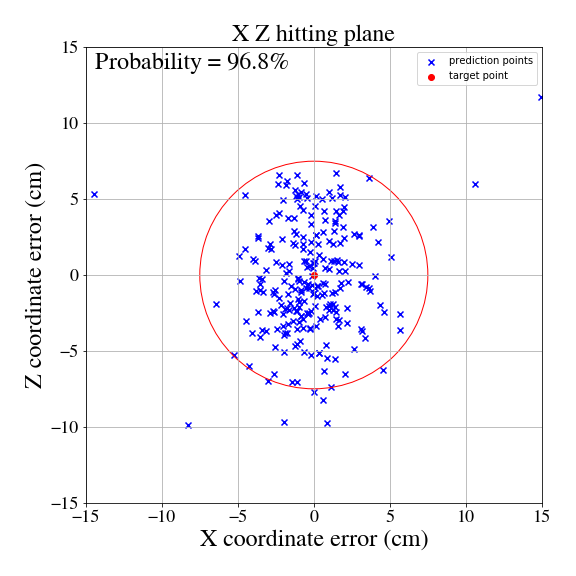 X Z hitting plane
Probability = 96.8%
prediction points
target point
15
10
5
0
−5
−10
−15
Z coordinate error (cm)
−15
−10
−5
0
5
10
15
X coordinate error (cm)